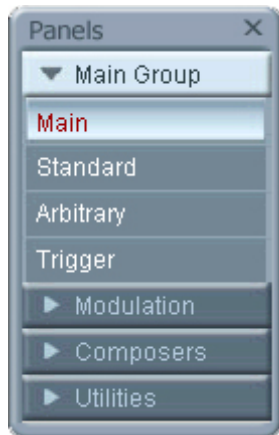 Panels
Main Group
Main
Standard
Arbitrary
Trigger
Modulation
Composers
Utilities